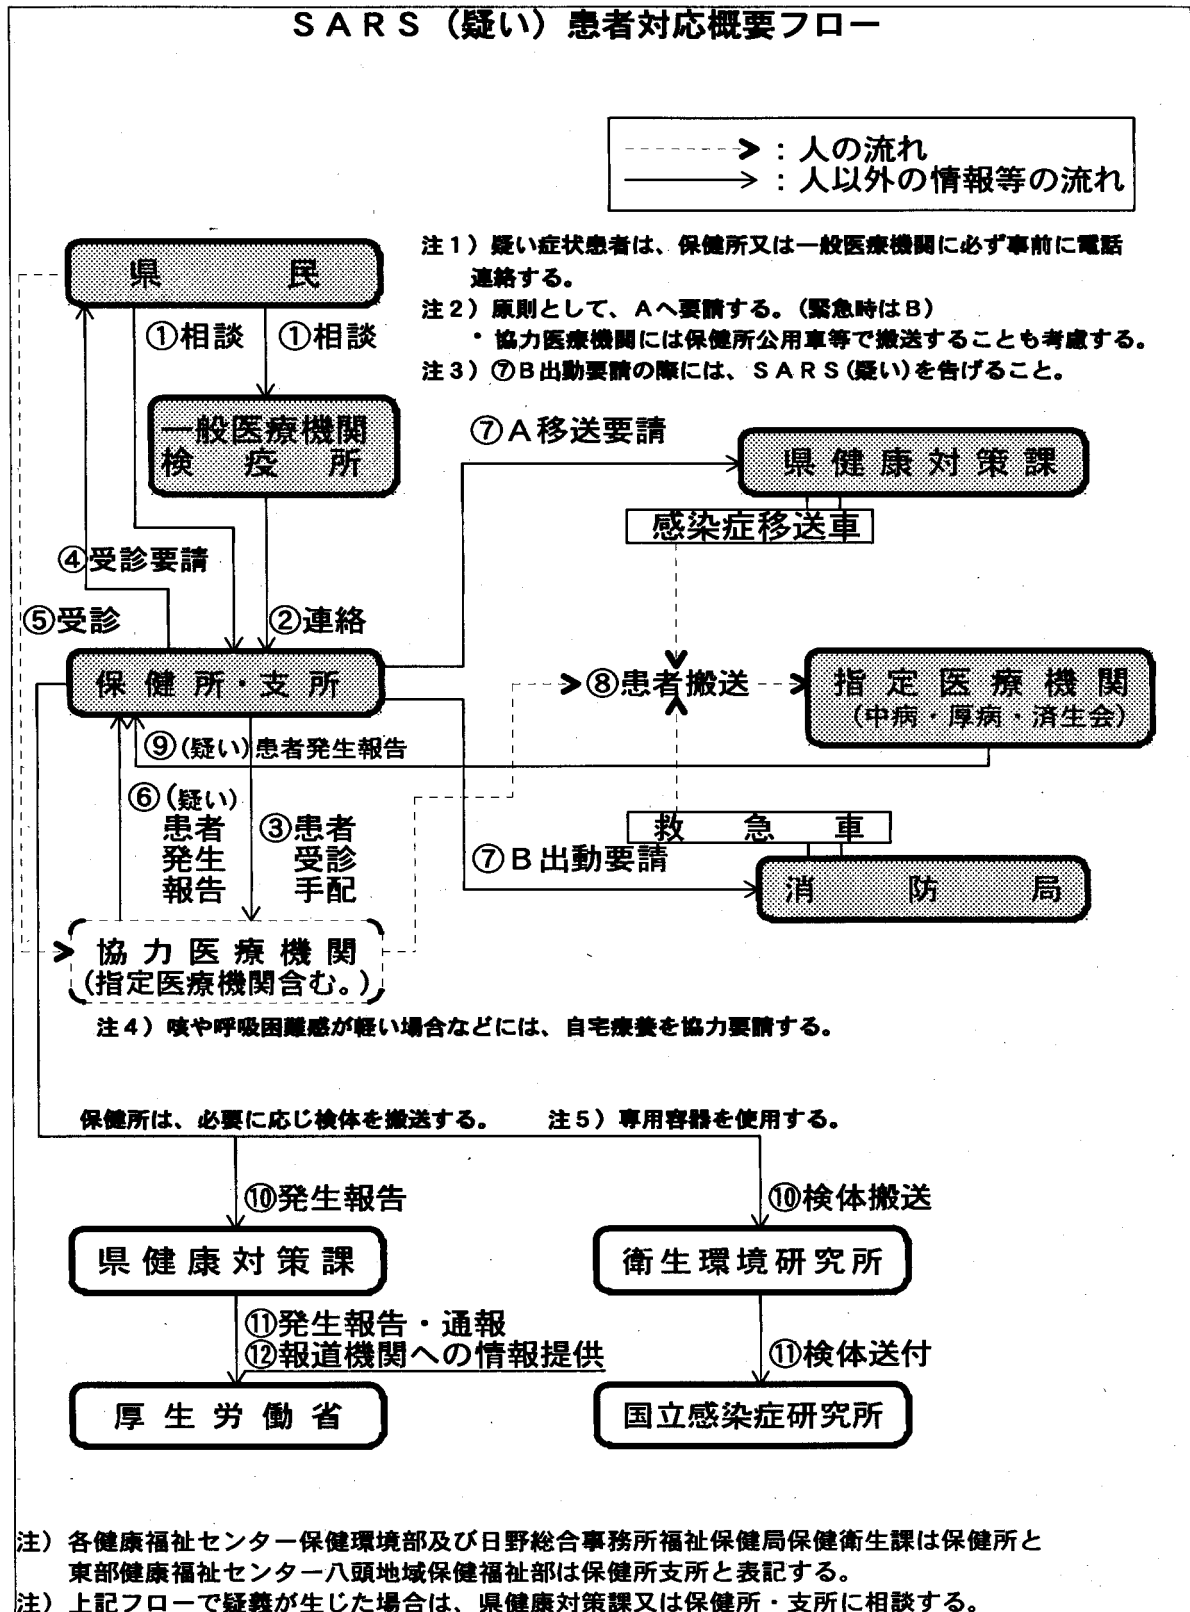 SARS（疑い）患者対応概要フロー
：人の流れ
：人以外の情報等の流れ
注1）疑い症状患者は、保健所又は一般医療機関に必ず事前に電話
連絡する。
注2）原則として、Aへ要請する。（緊急時はB）
・協力医療機関には保健所公用車等で搬送することも考慮する。
注3）⑦B出動要請の際には、SARS（疑い）を告げること。
県民
①相談
①相談
一般医療機関
検疫所
⑦A移送要請
県健康対策課
感染症移送車
④受診要請
⑤受診
②連絡
保健所・支所
⑧患者搬送
指定医療機関
（中病・厚病・済生会）
⑨（疑い）患者発生報告
⑥（疑い）
患者
発生
報告
③患者
受診
手配
救急車
⑦B出動要請
消防局
協力医療機関
（指定医療機関含む。）
注4）咳や呼吸困難感が軽い場合などには、自宅療養を協力要請する。
保健所は、必要に応じ検体を搬送する。　注5）専用容器を使用する。
⑩発生報告
⑩検体搬送
県健康対策課
衛生環境研究所
⑪発生報告・通報
⑫報道機関への情報提供
⑪検体送付
厚生労働省
国立感染症研究所
注）各健康福祉センター保健環境部及び日野総合事務所福祉保健局保健衛生課は保健所と
東部健康福祉センター八頭地域保健福祉部は保健所支所と表記する。
注）上記フローで疑義が生じた場合は、県健康対策課又は保健所・支所に相談する。